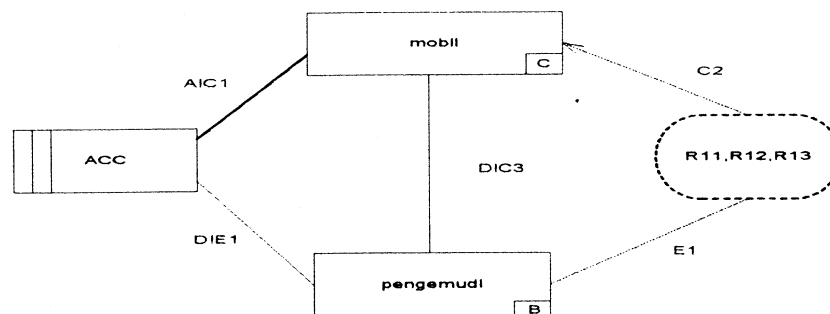 mobil
C
AIC1
C2
ACC
DIC3
R11,R12,R13
DIE1
E1
pengemudi
B